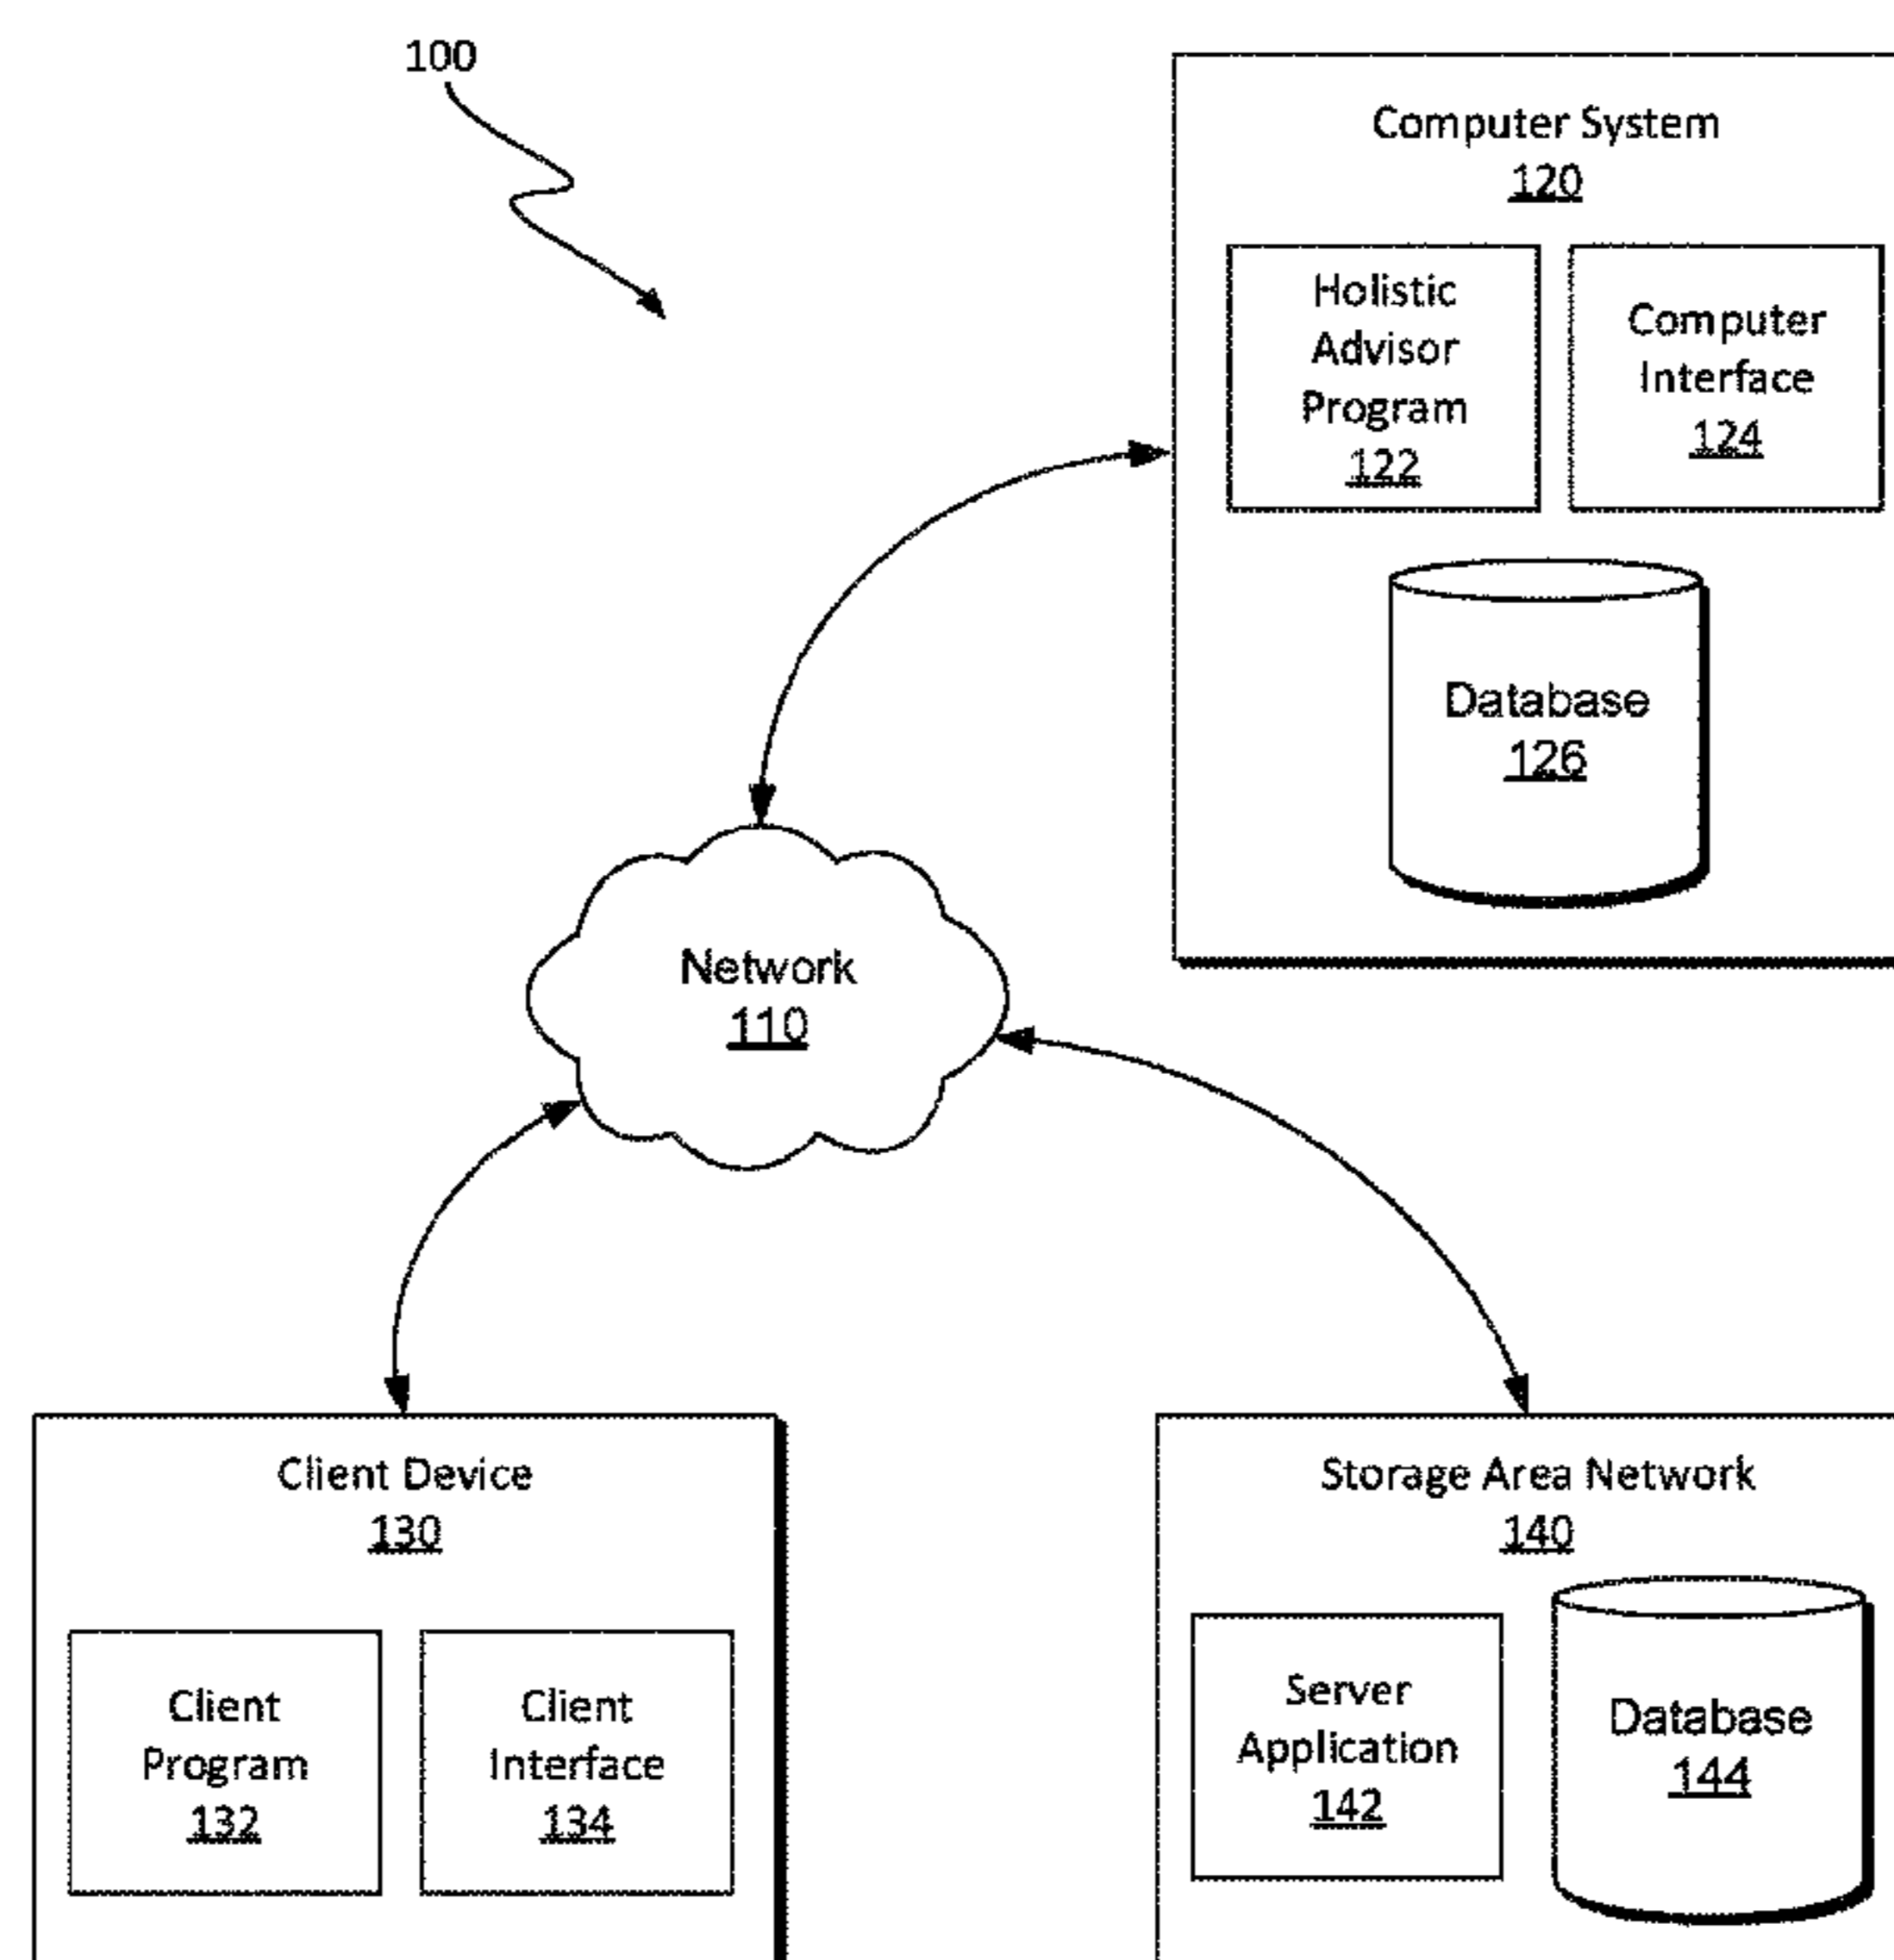 100
Computer System
120
Holistic
Advisor
Program
122
Computer
Interface
124
Database
126
Network
110
Client Device
130
Client
Program
132
Client
Interface
134
Storage Area Network
140
Server
Application
142
Database
144